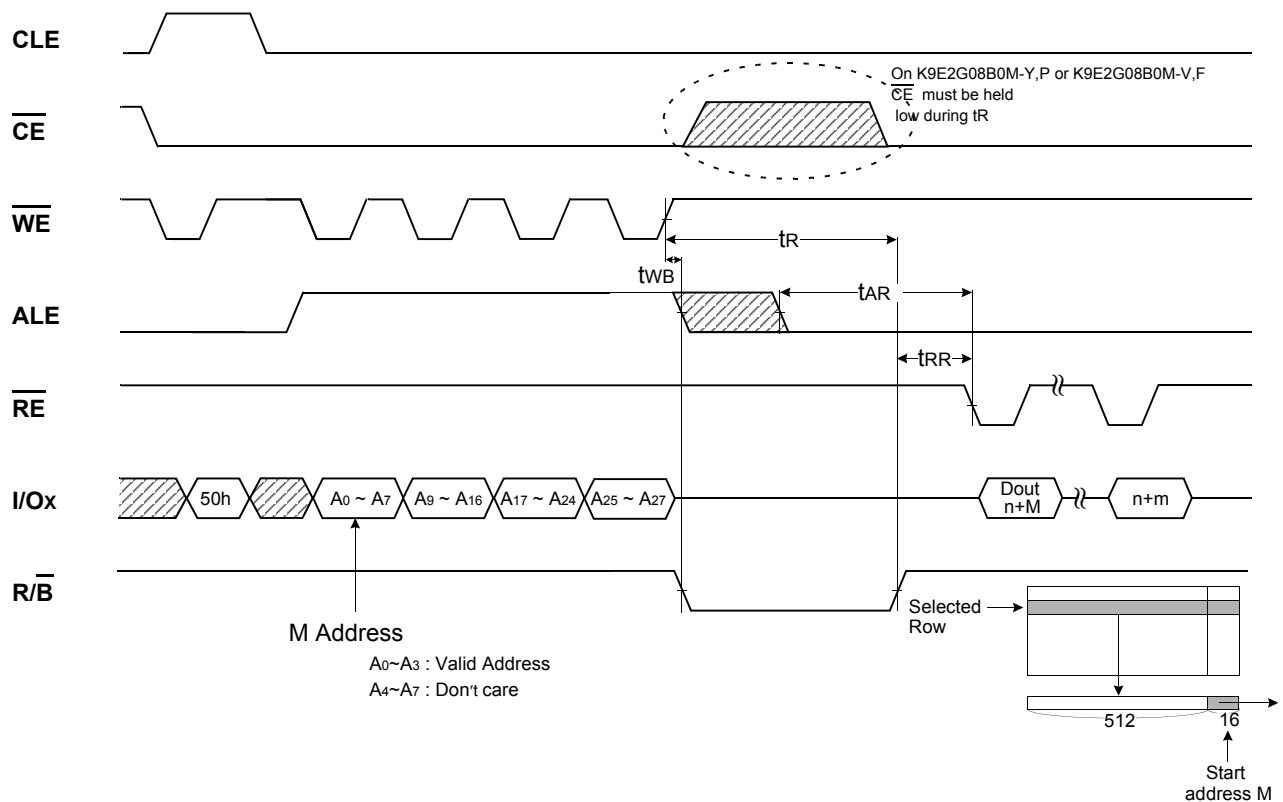 CLE
On K9E2G08B0M-Y,P or K9E2G08B0M-V,F
CE must be held
low during tR
CE
WE
tR
tWB
tAR
ALE
tRR
RE
I/Ox
50h
A0 ~ A7
A9 ~ A16
A17 ~ A24
A25 ~ A27
Dout
n+M
n+m
R/B
Selected
Row
M Address
A0~A3 : Valid Address
A4~A7 : Don't care
512
16
Start
address M